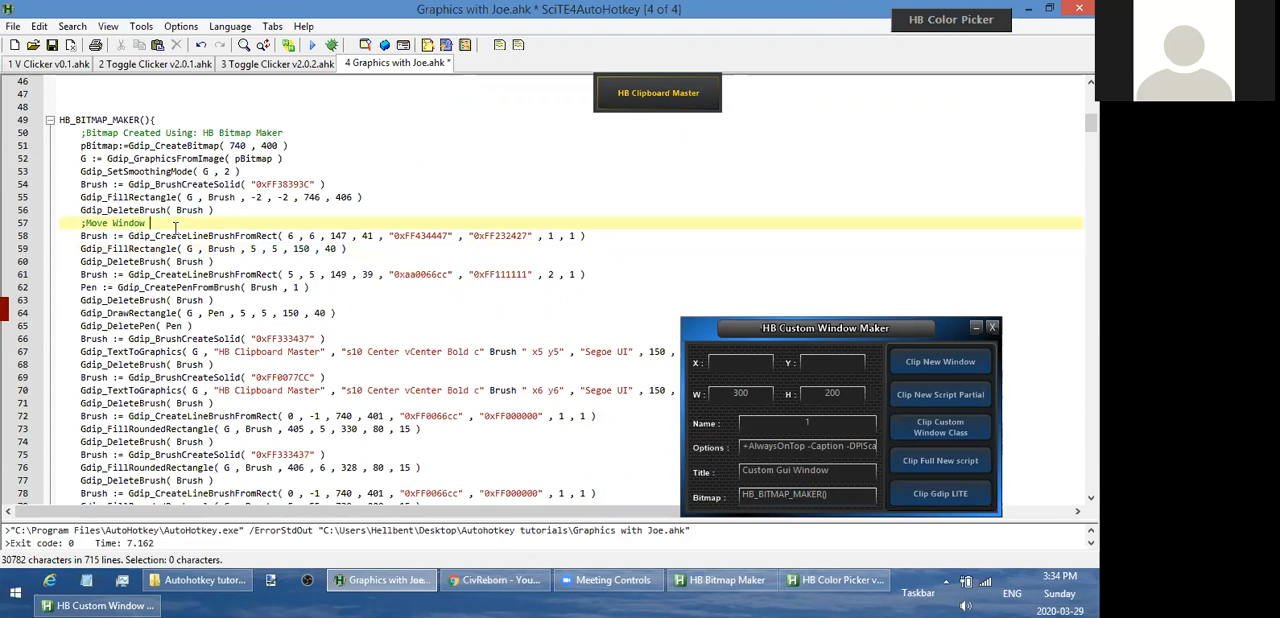 Graphics with Joe.ahk * SciTE4AutoHotkey [4 of 4]
HB Color Picker
File Edit Search View Tools Options Language Tabs Help
1 V Clicker v0.1.ahk 2 Toggle Clicker v2.0.1.ahk 3 Toggle Clicker v2.0.2.ahk 4 Graphics with Joe.ahk *
HB Clipboard Master
46
47
48
49 HB_BITMAP_MAKER(){
50 ;Bitmap Created Using: HB Bitmap Maker
51 pBitmap:=Gdip_CreateBitmap( 740 , 400 )
52 G := Gdip_GraphicsFromImage( pBitmap )
53 Gdip_SetSmoothingMode( G , 2 )
54 Brush := Gdip_BrushCreateSolid( "0xFF38393C" )
55 Gdip_FillRectangle( G , Brush , -2 , -2 , 746 , 406 )
56 Gdip_DeleteBrush( Brush )
57 ;Move Window
58 Brush := Gdip_CreateLineBrushFromRect( 6 , 6 , 147 , 41 , "0xFF434447" , "0xFF232427" , 1 , 1 )
59 Gdip_FillRectangle( G , Brush , 5 , 5 , 150 , 40 )
60 Gdip_DeleteBrush( Brush )
61 Brush := Gdip_CreateLineBrushFromRect( 5 , 5 , 149 , 39 , "0xaa0066cc" , "0xFF111111" , 2 , 1 )
62 Pen := Gdip_CreatePenFromBrush( Brush , 1 )
63 Gdip_DeleteBrush( Brush )
64 Gdip_DrawRectangle( G , Pen , 5 , 5 , 150 , 40 )
65 Gdip_DeletePen( Pen )
66 Brush := Gdip_BrushCreateSolid( "0xFF333437" )
67 Gdip_TextToGraphics( G , "HB Clipboard Master" , "s10 Center vCenter Bold c" Brush " x5 y5" , "Segoe UI" , 150 ,
68 Gdip_DeleteBrush( Brush )
69 Brush := Gdip_BrushCreateSolid( "0xFF0077CC" )
70 Gdip_TextToGraphics( G , "HB Clipboard Master" , "s10 Center vCenter Bold c" Brush " x6 y6" , "Segoe UI" , 150 ,
71 Gdip_DeleteBrush( Brush )
72 Brush := Gdip_CreateLineBrushFromRect( 0 , -1 , 740 , 401 , "0xFF0066cc" , "0xFF000000" , 1 , 1 )
73 Gdip_FillRoundedRectangle( G , Brush , 405 , 5 , 330 , 80 , 15 )
74 Gdip_DeleteBrush( Brush )
75 Brush := Gdip_BrushCreateSolid( "0xFF333437" )
76 Gdip_FillRoundedRectangle( G , Brush , 406 , 6 , 328 , 80 , 15 )
77 Gdip_DeleteBrush( Brush )
78 Brush := Gdip_CreateLineBrushFromRect( 0 , -1 , 740 , 401 , "0xFF0066cc" , "0xFF000000" , 1 , 1 )
HB Custom Window Maker
X : Y : Clip New Window
W : 300 H : 200 Clip New Script Partial
Name : 1 Clip Custom Window Class
Options : +AlwaysOnTop -Caption -DPISca
Title : Custom Gui Window Clip Full New script
Bitmap : HB_BITMAP_MAKER() Clip Gdip LITE
>"C:\Program Files\AutoHotkey\AutoHotkey.exe" /ErrorStdOut "C:\Users\Hellbent\Desktop\Autohotkey tutorials\Graphics with Joe.ahk"
>Exit code: 0 Time: 7.162
30782 characters in 715 lines. Selection: 0 characters.
Autohotkey tutor... Graphics with Joe... CivReborn - You... Meeting Controls HB Bitmap Maker HB Color Picker v...
HB Custom Window ...
Taskbar ENG
3:34 PM
Sunday
2020-03-29